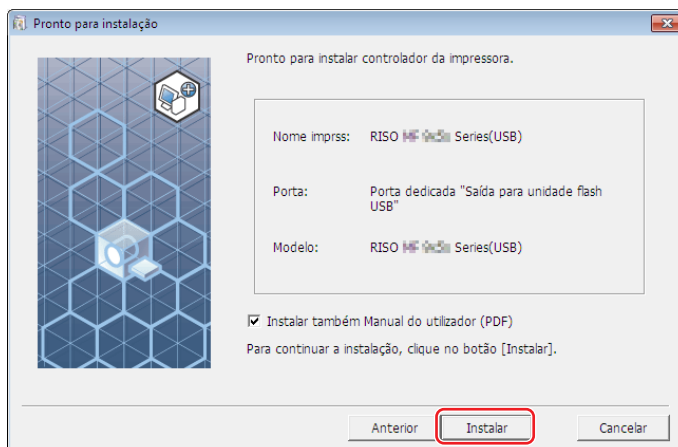 Pronto para instalação
Pronto para instalar controlador da impressora.
Nome imprss: RISO Series(USB)
Porta: Porta dedicada "Saída para unidade flash
USB"
Modelo: RISO Series(USB)
Instalar também Manual do utilizador (PDF)
Para continuar a instalação, clique no botão [Instalar].
Anterior Instalar Cancelar